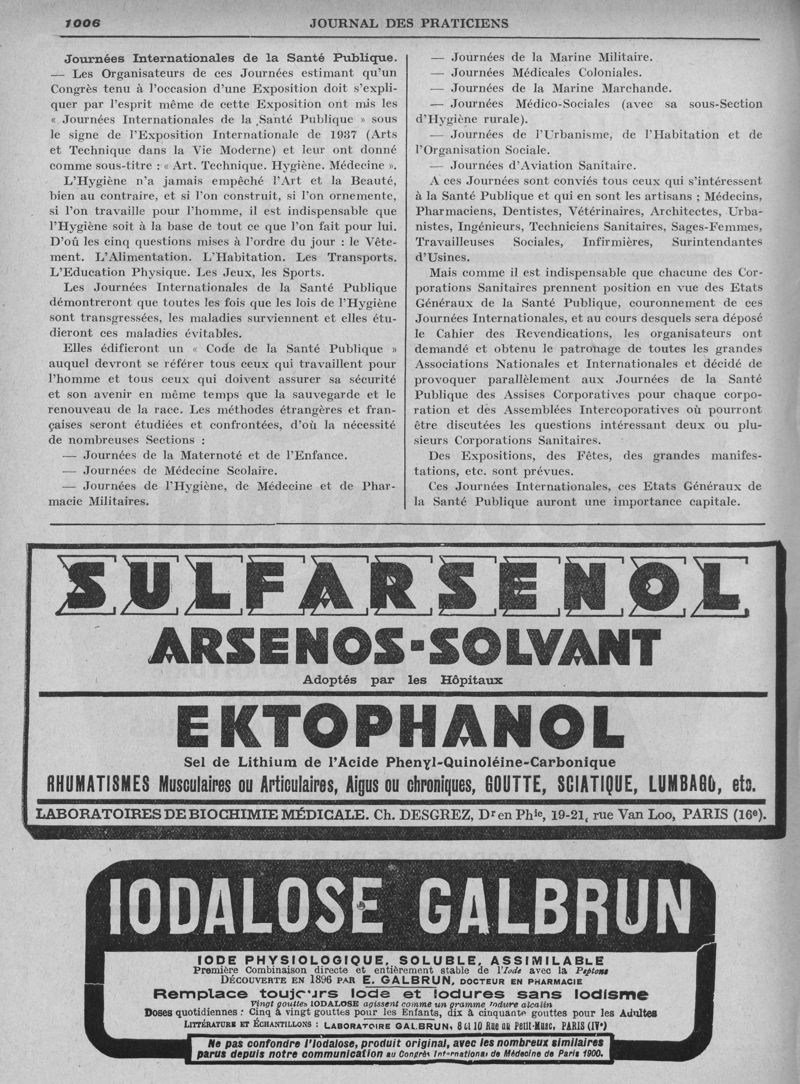 1006
JOURNAL DES PRATICIENS
Journées Internationales de la Santé Publique.
— Les Organisateurs de ces Journées estimant qu'un
Congrès tenu à l'occasion d'une Exposition doit s'expli-
quer par l'esprit même de cette Exposition ont mis les
« Journées Internationales de la Santé Publique » sous
le signe de l'Exposition Internationale de 1937 (Arts
et Technique dans la Vie Moderne) et leur ont donné
comme sous-titre : « Art. Technique. Hygiène. Médecine ».
L'Hygiène n'a jamais empêché l'Art et la Beauté,
bien au contraire, et si l'on construit, si l'on ornemente,
si l'on travaille pour l'homme, il est indispensable que
l'Hygiène soit à la base de tout ce que l'on fait pour lui.
D'où les cinq questions mises à l'ordre du jour : le Vête-
ment. L'Alimentation. L'Habitation. Les Transports.
L'Education Physique. Les Jeux, les Sports.
Les Journées Internationales de la Santé Publique
démontreront que toutes les fois que les lois de l'Hygiène
sont transgressées, les maladies surviennent et elles étu-
dieront ces maladies évitables.
Elles édifieront un « Code de la Santé Publique »
auquel devront se référer tous ceux qui travaillent pour
l'homme et tous ceux qui doivent assurer sa sécurité
et son avenir en même temps que la sauvegarde et le
renouveau de la race. Les méthodes étrangères et fran-
çaises seront étudiées et confrontées, d'où la nécessité
de nombreuses Sections :
— Journées de la Maternoté et de l'Enfance.
— Journées de Médecine Scolaire.
— Journées de l'Hygiène, de Médecine et de Phar-
macie Militaires.
— Journées de la Marine Militaire.
— Journées Médicales Coloniales.
— Journées de la Marine Marchande.
— Journées Médico-Sociales (avec sa sous-Section
d'Hygiène rurale).
— Journées de l'Urbanisme, de l'Habitation et de
l'Organisation Sociale.
— Journées d'Aviation Sanitaire.
A ces Journées sont conviés tous ceux qui s'intéressent
à la Santé Publique et qui en sont les artisans : Médecins,
Pharmaciens, Dentistes, Vétérinaires, Architectes, Urba-
nistes, Ingénieurs, Techniciens Sanitaires, Sages-Femmes,
Travailleuses Sociales, Infirmières, Surintendantes
d'Usines.
Mais comme il est indispensable que chacune des Cor-
porations Sanitaires prennent position en vue des Etats
Généraux de la Santé Publique, couronnement de ces
Journées Internationales, et au cours desquels sera déposé
le Cahier des Revendications, les organisateurs ont
demandé et obtenu le patronage de toutes les grandes
Associations Nationales et Internationales et décidé de
provoquer parallèlement aux Journées de la Santé
Publique des Assises Corporatives pour chaque corpo-
ration et dès Assemblées Intercoporatives où pourront
être discutées les questions intéressant deux ou plu-
sieurs Corporations Sanitaires.
Des Expositions, des Fêtes, des grandes manifes-
tations, etc. sont prévues.
Ces Journées Internationales, ces Etats Généraux de
la Santé Publique auront une importance capitale.
SULFARSENOL
ARSENOS-SOLVANT
Adoptés par les Hôpitaux
EKTOPHANOL
Sel de Lithium de l'Acide Phenyl-Quinoléine-Carbonique
RHUMATISMES Musculaires ou Articulaires, Aigus ou chroniques, GOUTTE, SCIATIQUE, LUMBAGO, etc.
LABORATOIRES DE BIOCHIMIE MÉDICALE. Ch. DESGREZ, Dr en Phie, 19-21, rue Van Loo, PARIS (16e).
IODALOSE GALBRUN
IODE PHYSIOLOGIQUE, SOLUBLE, ASSIMILABLE
Première Combinaison directe et entièrement stable de l'Iode avec la Peptone
DÉCOUVERTE EN 1896 PAR E. GALBRUN, DOCTEUR EN PHARMACIE
Remplace toujours Iode et Iodures sans Iodisme
Vingt gouttes IODALOSE agissent comme un gramme Iodure alcalin
Doses quotidiennes : Cinq à vingt gouttes pour les Enfants, dix à cinquante gouttes pour les Adultes
LITTÉRATURE ET ÉCHANTILLONS : LABORATOIRE GALBRUN, 8 et 10 Rue du Petit-Musc, PARIS (IVe)
Ne pas confondre l'Iodalose, produit original, avec les nombreux similaires
parus depuis notre communication au Congrès International de Médecine de Paris 1900.